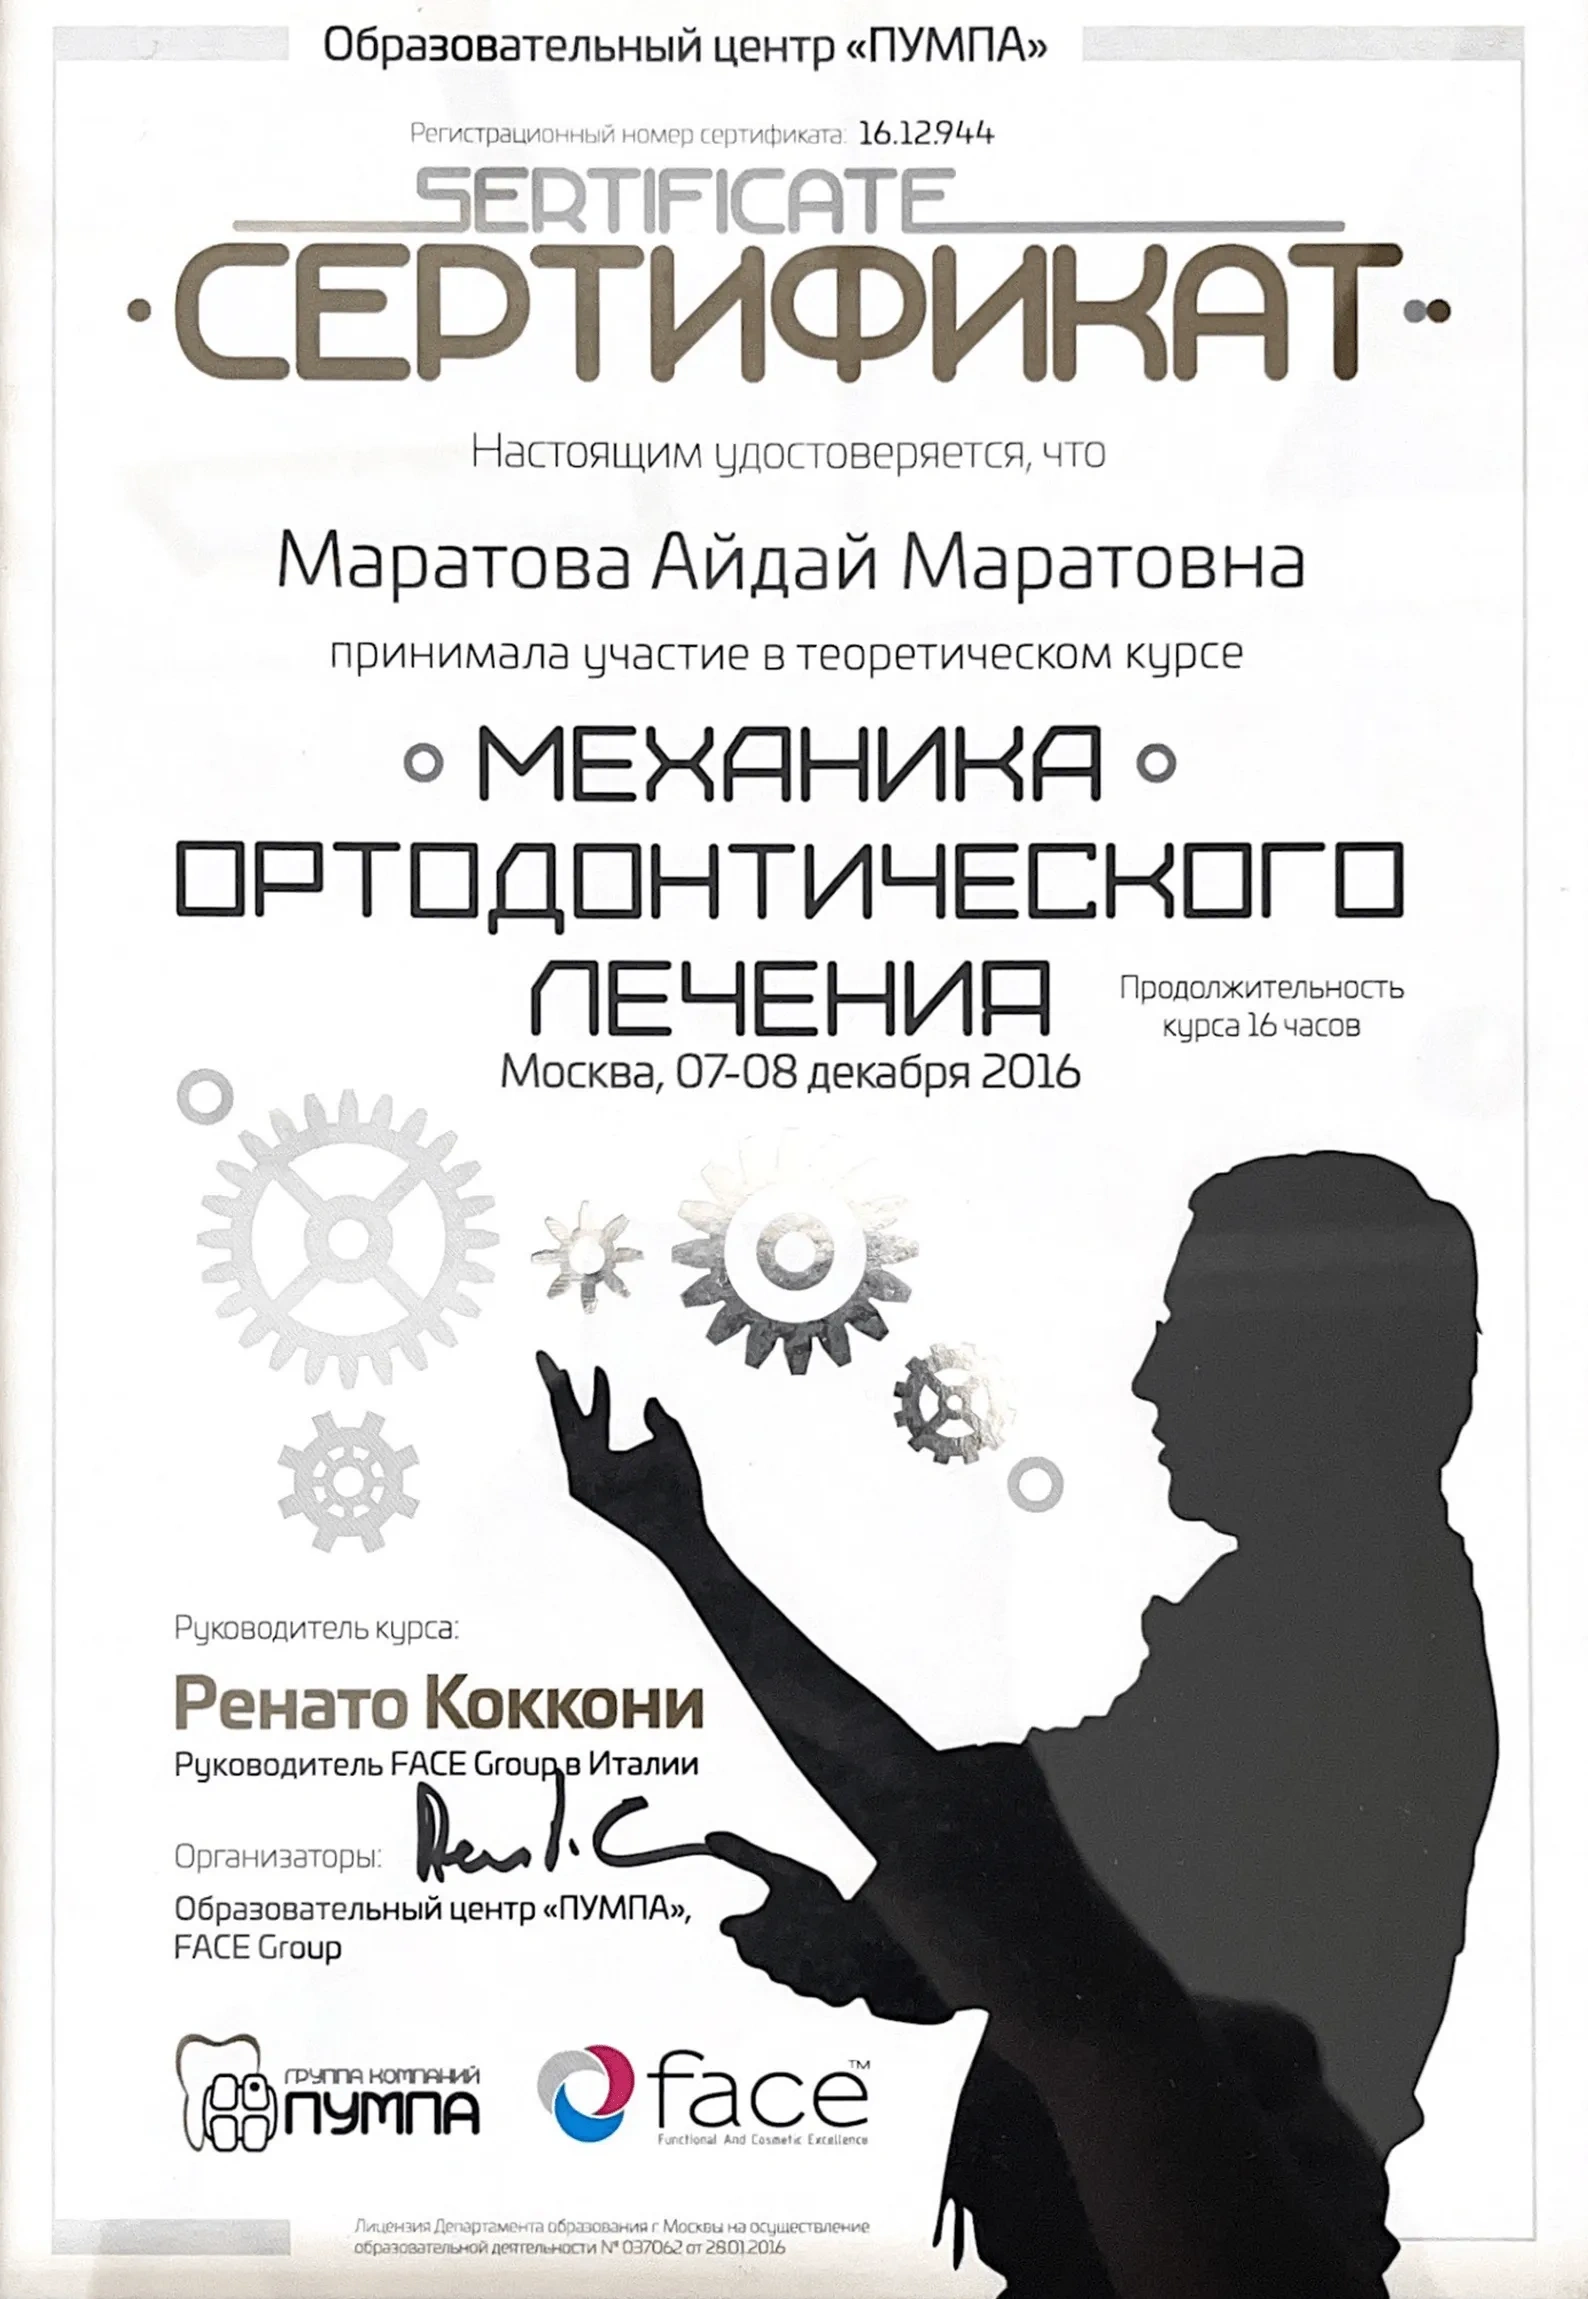 Образовательный центр «ПУМПА»
Регистрационный номер сертификата: 16.12.944
SERTIFICATE
СЕРТИФИКАТ
Настоящим удостоверяется, что
Маратова Айдай Маратовна
принимала участие в теоретическом курсе
МЕХАНИКА
ОРТОДОНТИЧЕСКОГО
ЛЕЧЕНИЯ
Продолжительность
курса 16 часов
Москва, 07-08 декабря 2016
Руководитель курса:
Ренато Коккони
Руководитель FACE Group в Италии
Организаторы:
Образовательный центр «ПУМПА»,
FACE Group
ГРУППА КОМПАНИЙ
ПУМПА
face™
Functional And Cosmetic Excellence
Лицензия Департамента образования г. Москвы на осуществление
образовательной деятельности № 037062 от 28.01.2016